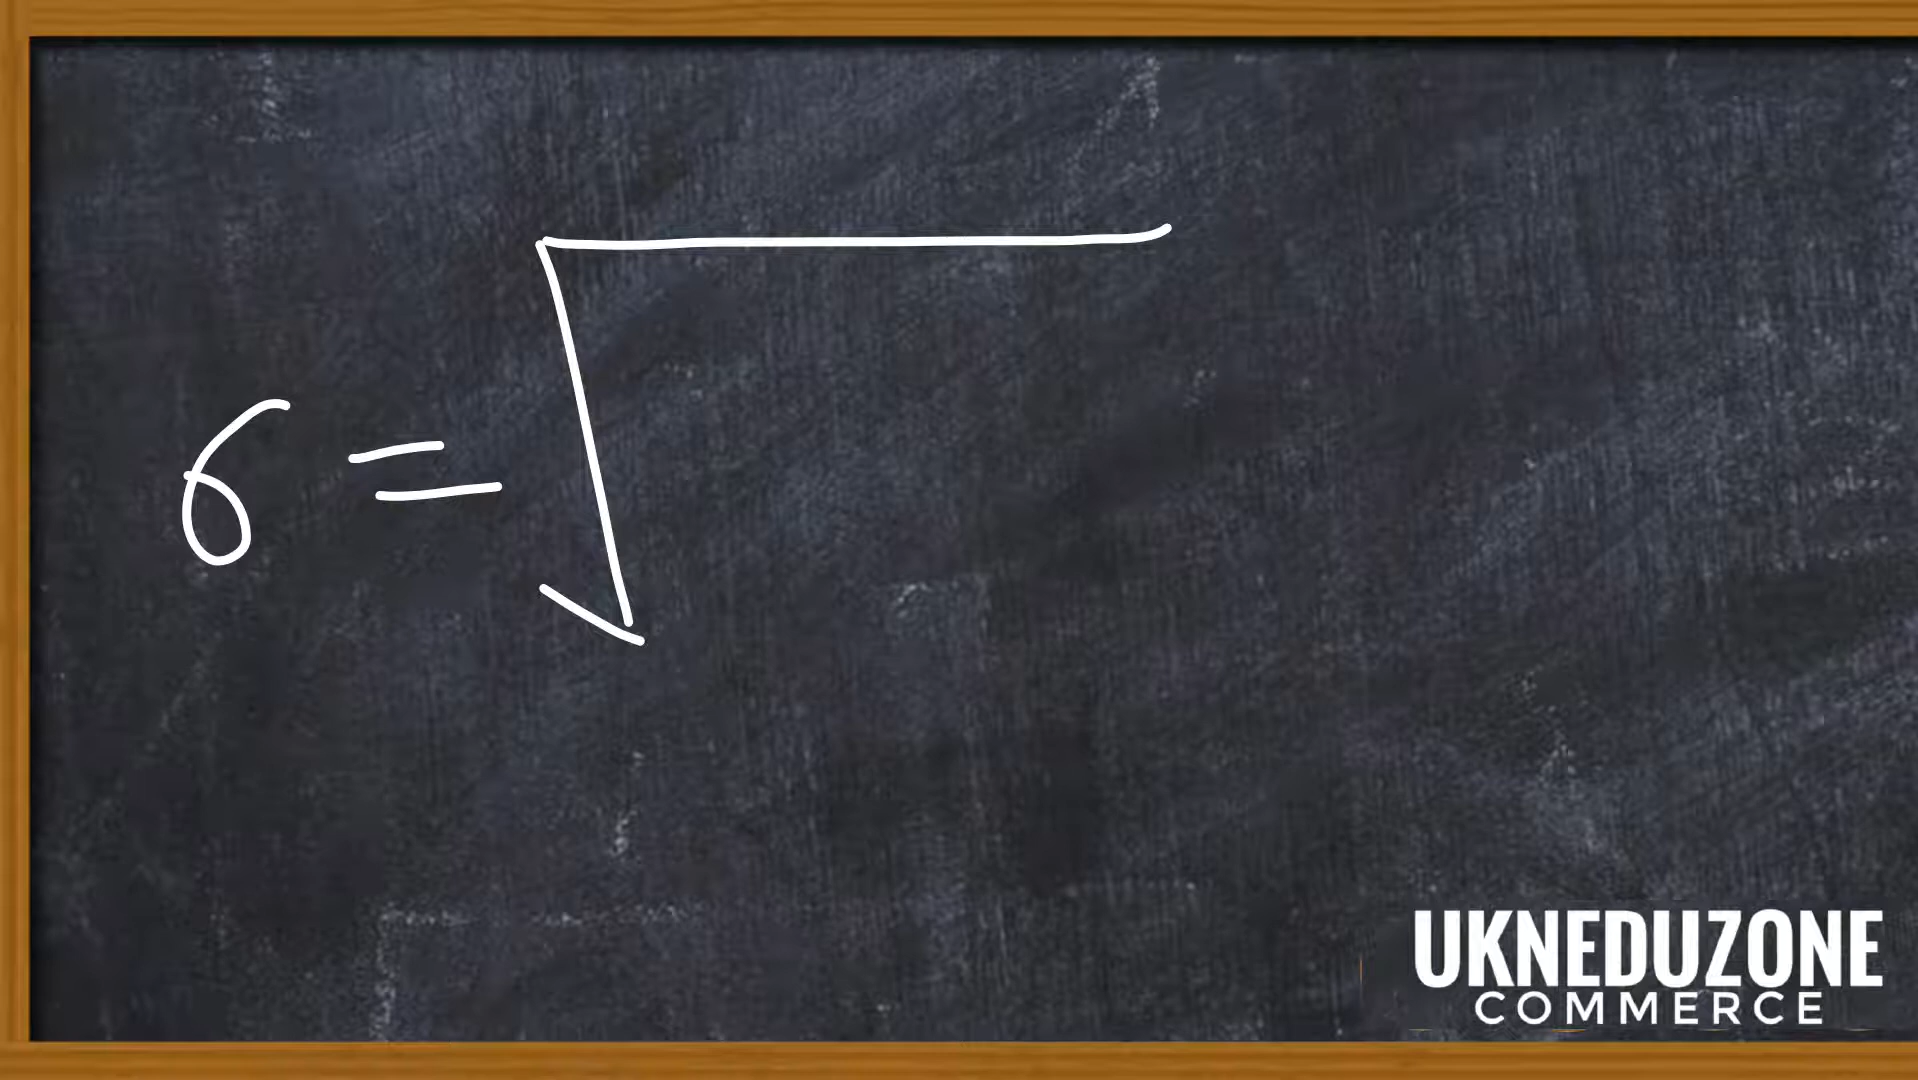 σ = √
UKNEDUZONE
COMMERCE